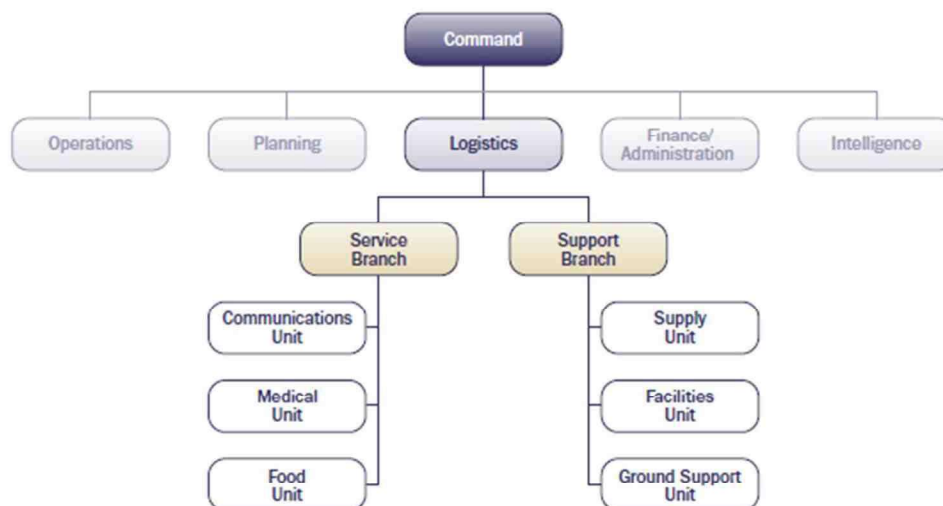 Command
Operations
Planning
Logistics
Finance/
Administration
Intelligence
Service
Branch
Support
Branch
Communications
Unit
Supply
Unit
Medical
Unit
Facilities
Unit
Food
Unit
Ground Support
Unit